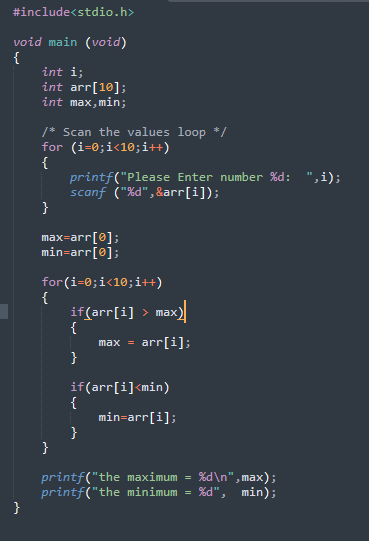 #include<stdio.h>
void main (void)
{
int i;
int arr[10];
int max,min;
/* Scan the values loop */
for (i=0;i<10;i++)
{
printf("Please Enter number %d:  ",i);
scanf ("%d",&arr[i]);
}
max=arr[0];
min=arr[0];
for(i=0;i<10;i++)
{
if(arr[i] > max)
{
max = arr[i];
}
if(arr[i]<min)
{
min=arr[i];
}
}
printf("the maximum = %d\n",max);
printf("the minimum = %d",  min);
}